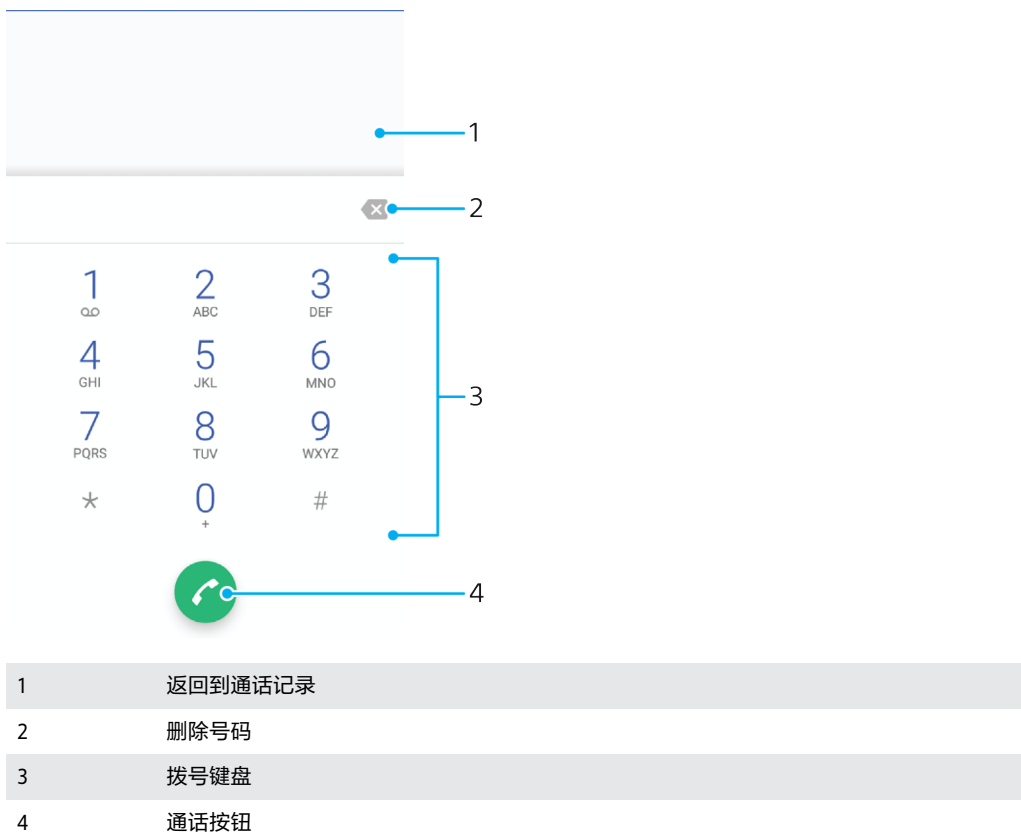 1
2
1 2 3
ABC DEF
4 5 6
GHI JKL MNO
3
7 8 9
PQRS TUV WXYZ
* 0 #
+
4
1 返回到通话记录
2 删除号码
3 拨号键盘
4 通话按钮